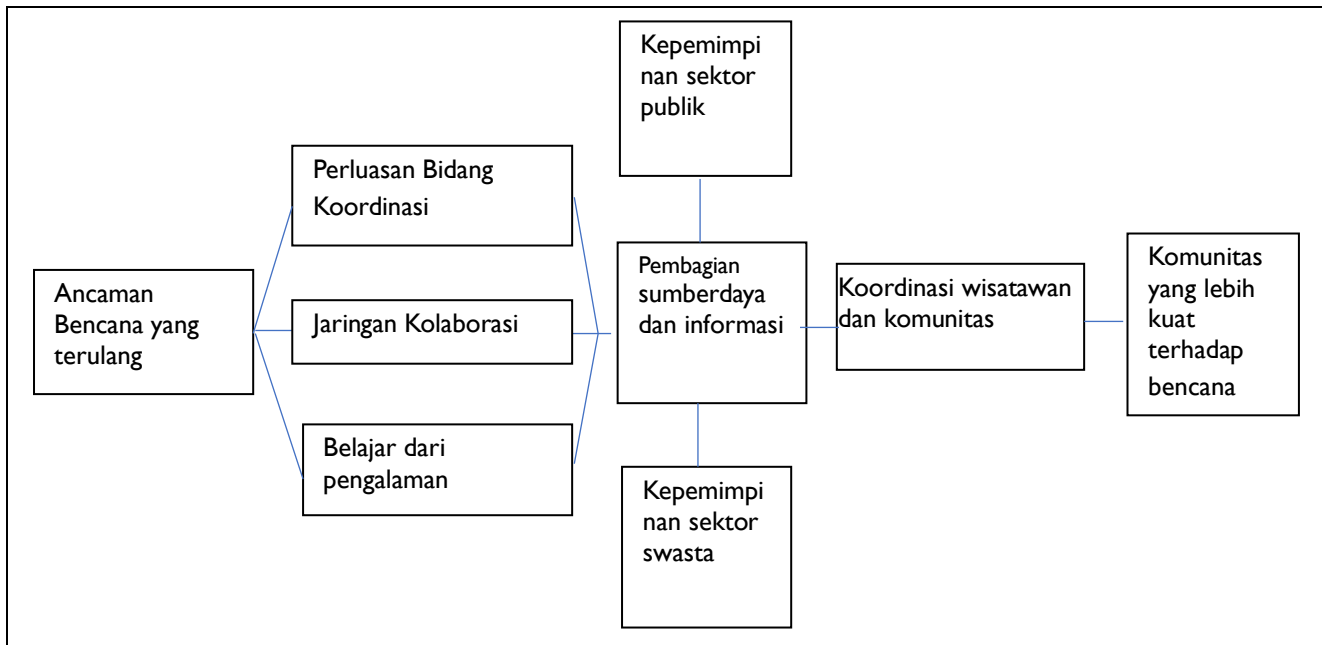 Kepemimpi
nan sektor
publik
Perluasan Bidang
Koordinasi
Ancaman
Bencana yang
terulang
Jaringan Kolaborasi
Belajar dari
pengalaman
Pembagian
sumberdaya
dan informasi
Kepemimpi
nan sektor
swasta
Koordinasi wisatawan
dan komunitas
Komunitas
yang lebih
kuat
terhadap
bencana